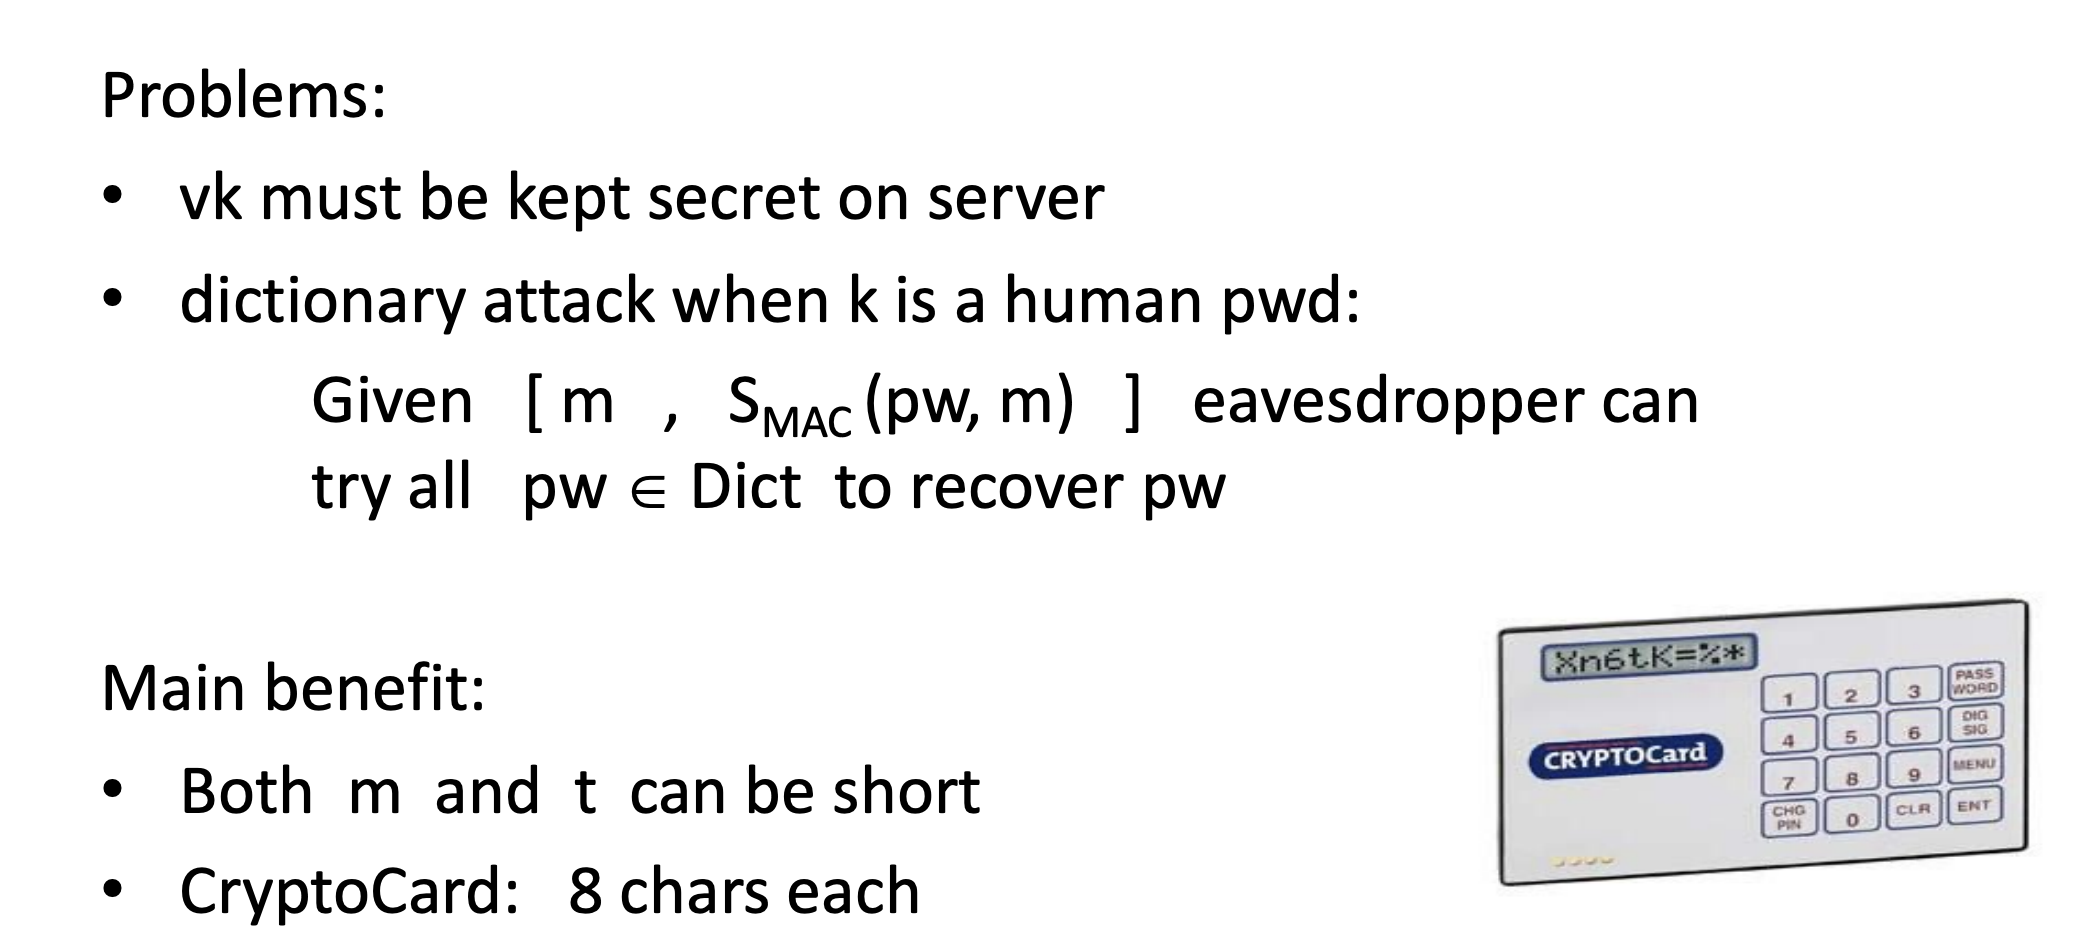 Problems:
• vk must be kept secret on server
• dictionary attack when k is a human pwd:
Given [ m , S_MAC (pw, m) ] eavesdropper can
try all pw ∈ Dict to recover pw
Main benefit:
• Both m and t can be short
• CryptoCard: 8 chars each
Xn6tK=%*
CRYPTOCard
1 2 3 PASS WORD
4 5 6 DIG SIG
7 8 9 MENU
CHG PIN 0 CLR ENT